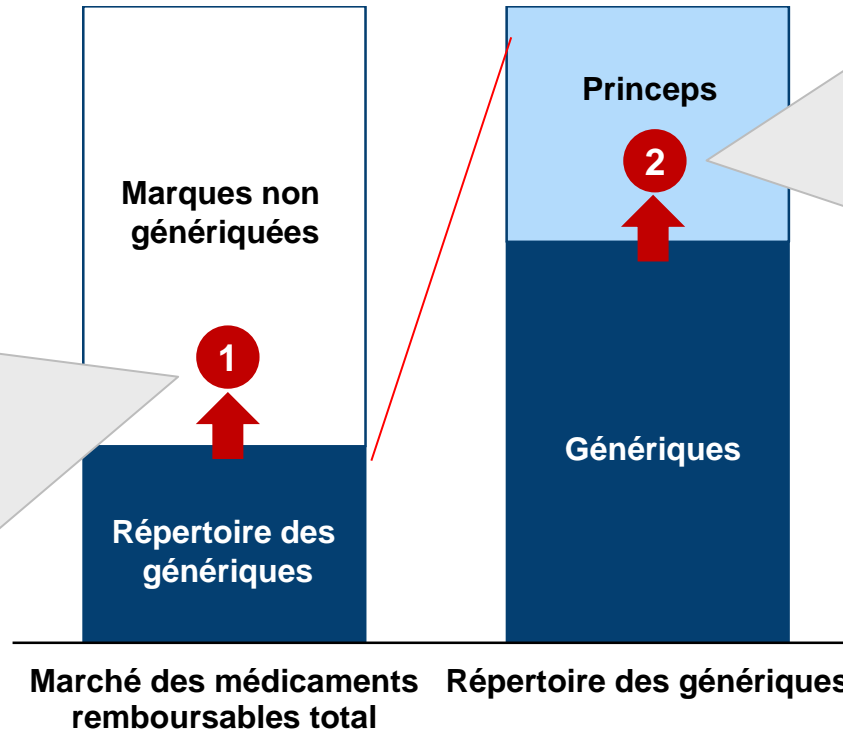 Marques non
génériquées
1
Répertoire des
génériques
Princeps
2
Génériques
Marché des médicaments
remboursables total
Répertoire des génériques